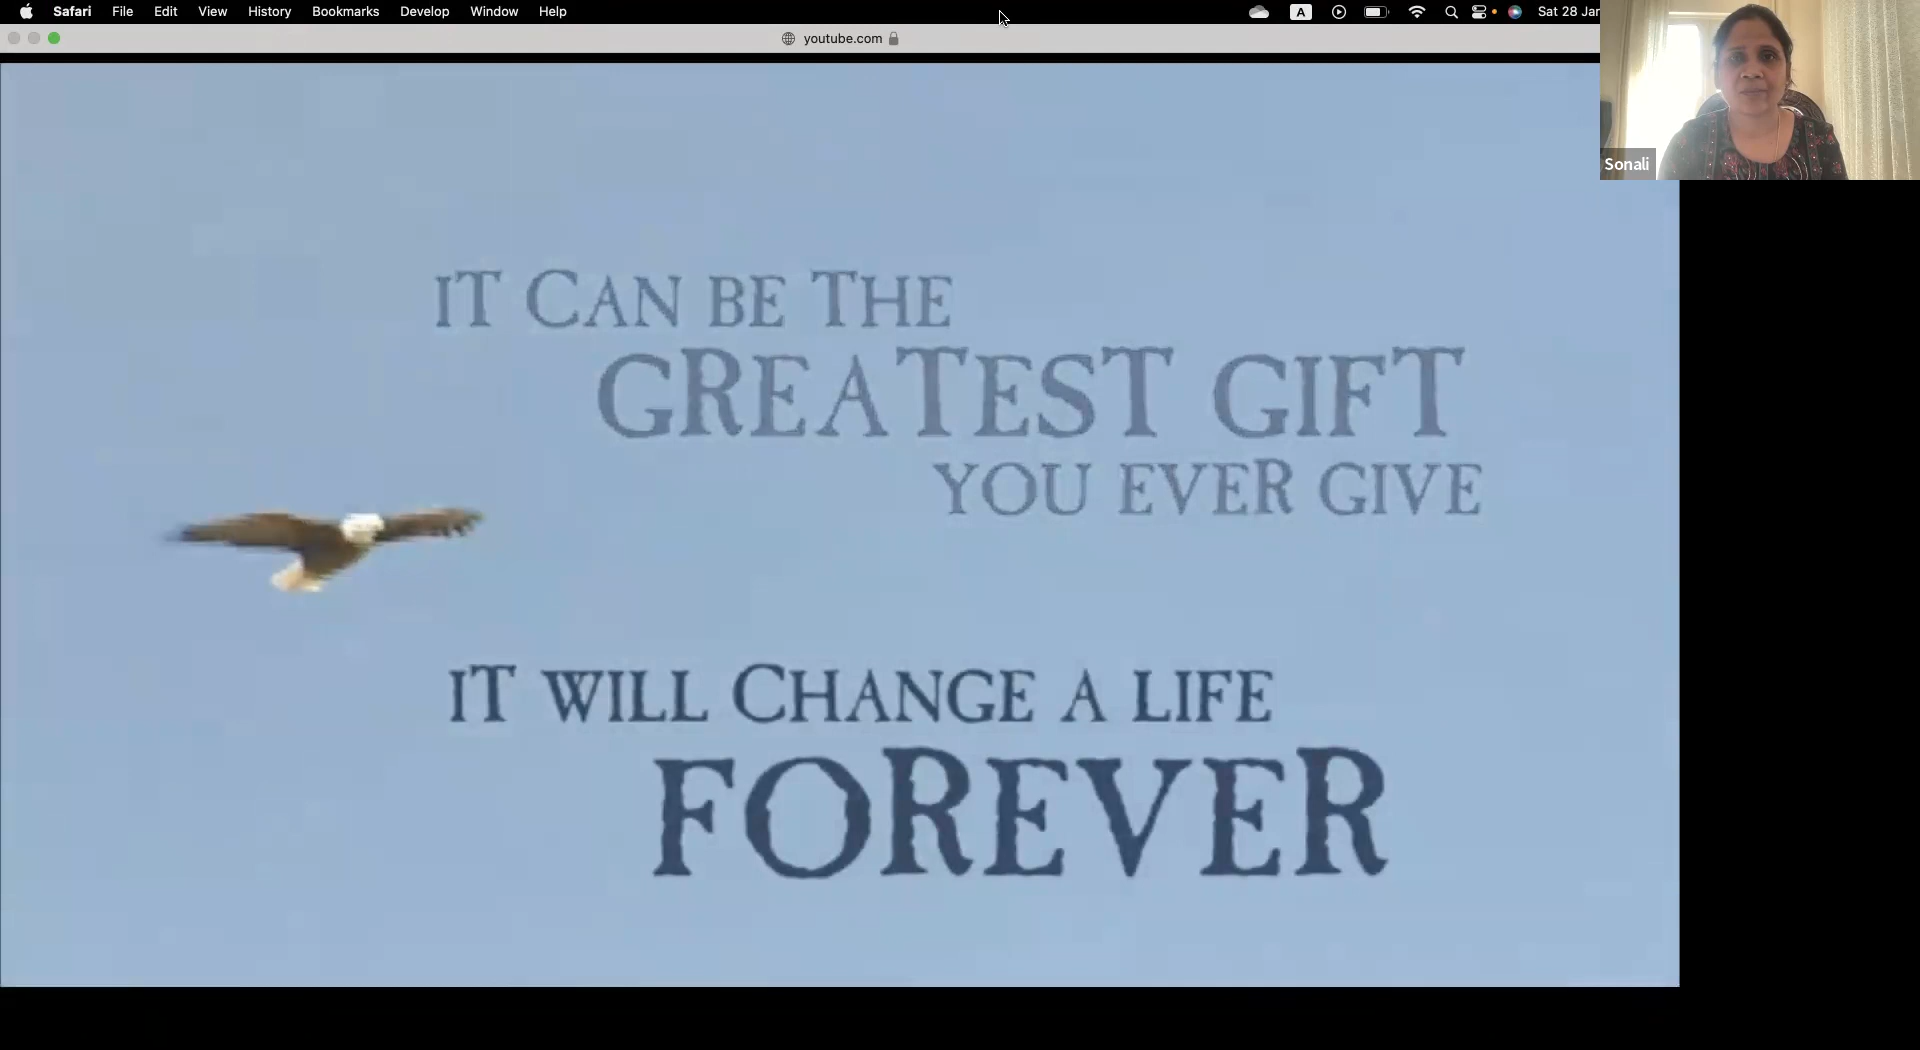 Safari File Edit View History Bookmarks Develop Window Help A Sat 28 Jan
youtube.com
Sonali
IT CAN BE THE
GREATEST GIFT
YOU EVER GIVE
IT WILL CHANGE A LIFE
FOREVER